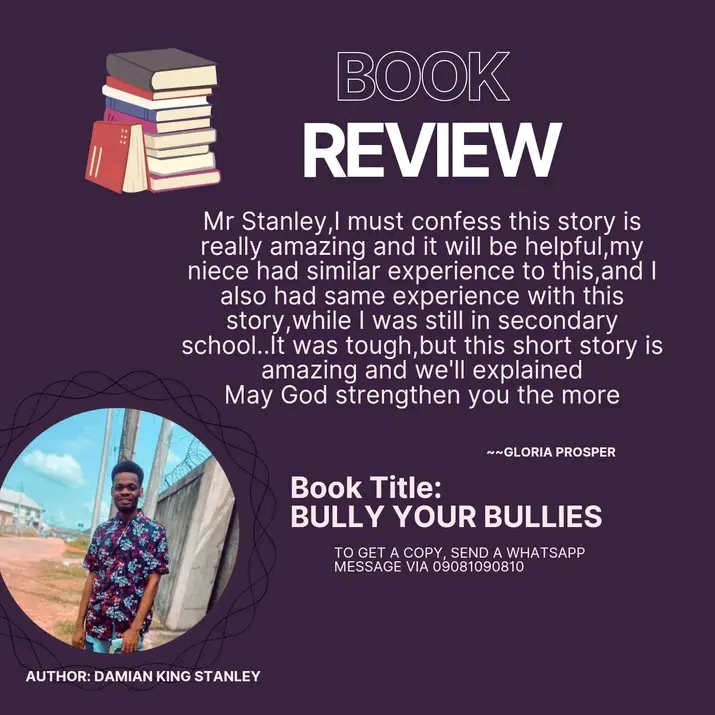 BOOK
REVIEW
Mr Stanley,I must confess this story is
really amazing and it will be helpful,my
niece had similar experience to this,and I
also had same experience with this
story,while I was still in secondary
school..It was tough,but this short story is
amazing and we'll explained
May God strengthen you the more
~~GLORIA PROSPER
Book Title:
BULLY YOUR BULLIES
TO GET A COPY, SEND A WHATSAPP
MESSAGE VIA 09081090810
AUTHOR: DAMIAN KING STANLEY